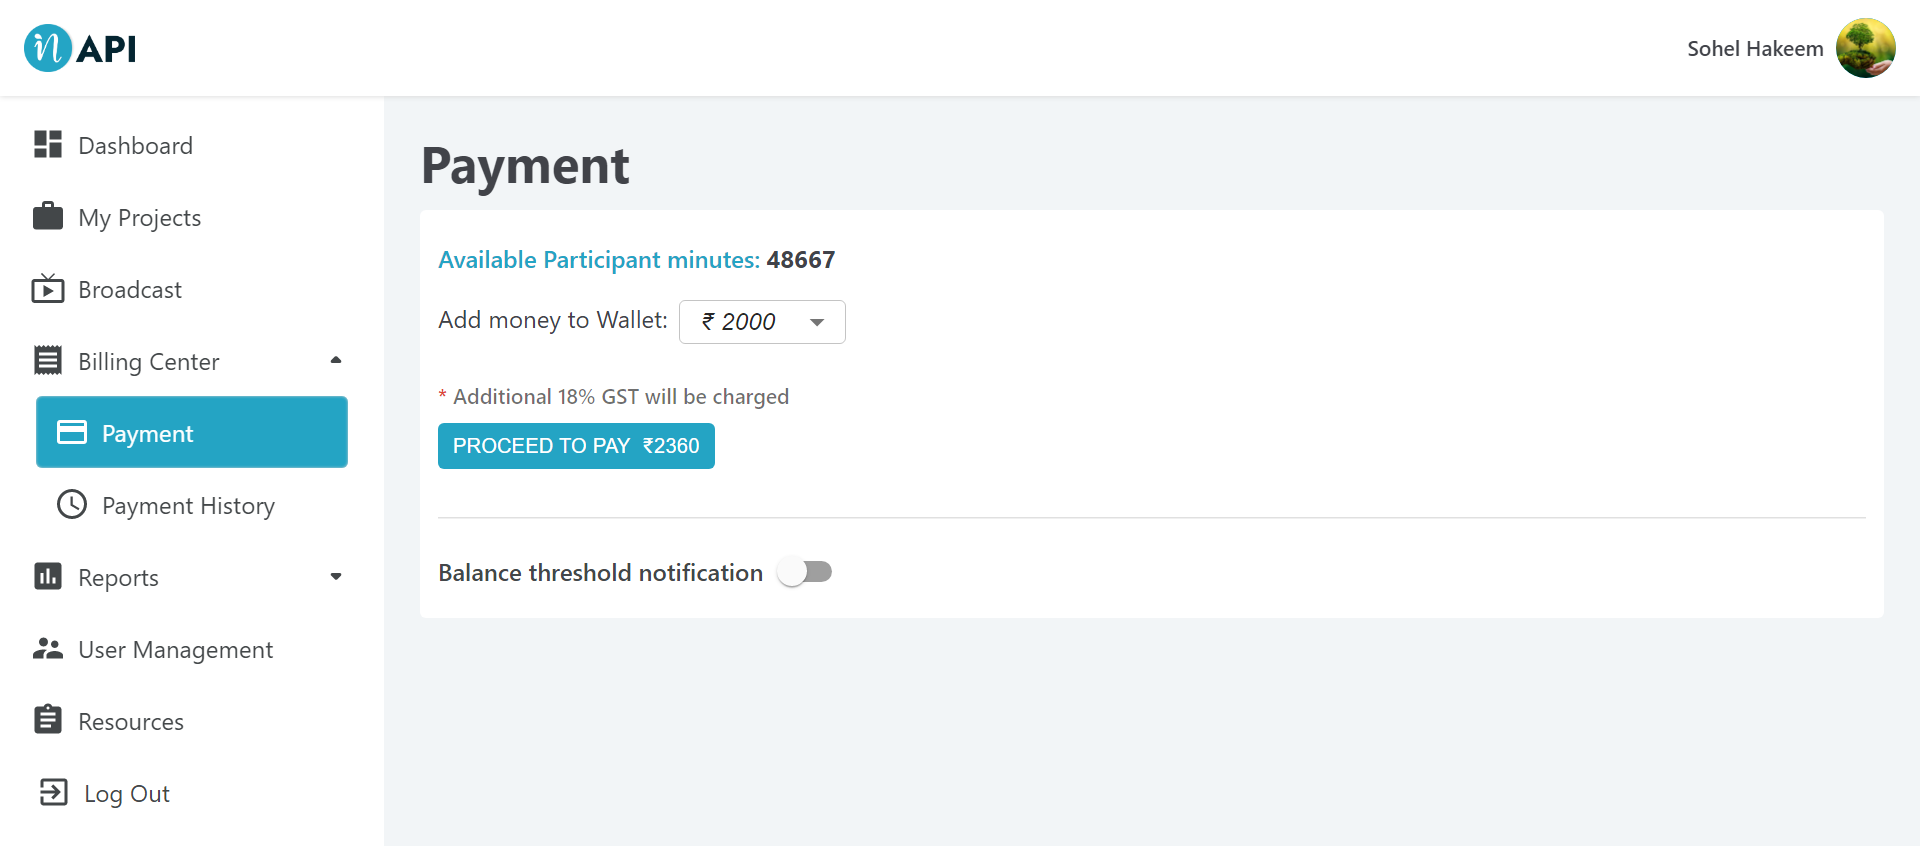 in API
Sohel Hakeem
Dashboard
My Projects
Broadcast
Billing Center
Payment
Payment History
Reports
User Management
Resources
Log Out
Payment
Available Participant minutes: 48667
Add money to Wallet: ₹ 2000
* Additional 18% GST will be charged
PROCEED TO PAY ₹2360
Balance threshold notification